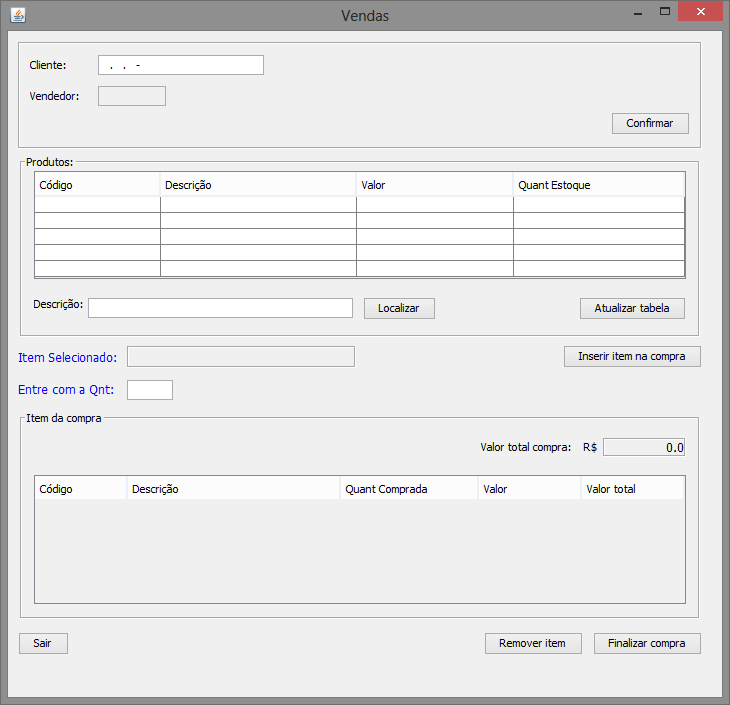 Vendas
Cliente: . . -
Vendedor:
Confirmar
Produtos:
Código Descrição Valor Quant Estoque
Descrição: Localizar Atualizar tabela
Item Selecionado: Inserir item na compra
Entre com a Qnt:
Item da compra
Valor total compra: R$ 0.0
Código Descrição Quant Comprada Valor Valor total
Sair Remover item Finalizar compra